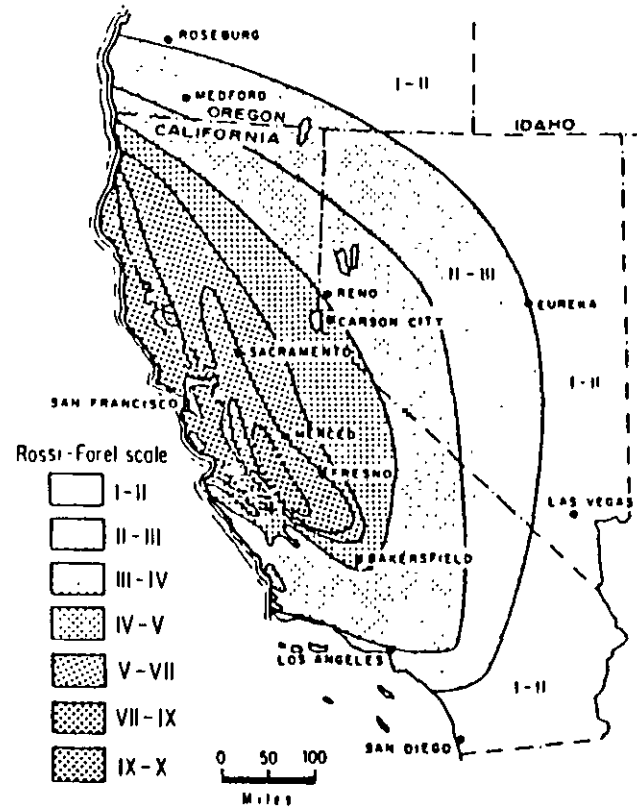 ROSEBURG
I-II
MEDFORD
OREGON
IDAHO
CALIFORNIA
II-III
RENO
EUREKA
CARSON CITY
SACRAMENTO
I-II
SAN FRANCISCO
MERCED
Rossi-Forel scale
FRESNO
I-II
LAS VEGAS
II-III
BAKERSFIELD
III-IV
IV-V
V-VII
LOS ANGELES
I-II
VII-IX
SAN DIEGO
IX-X
0 50 100
Miles